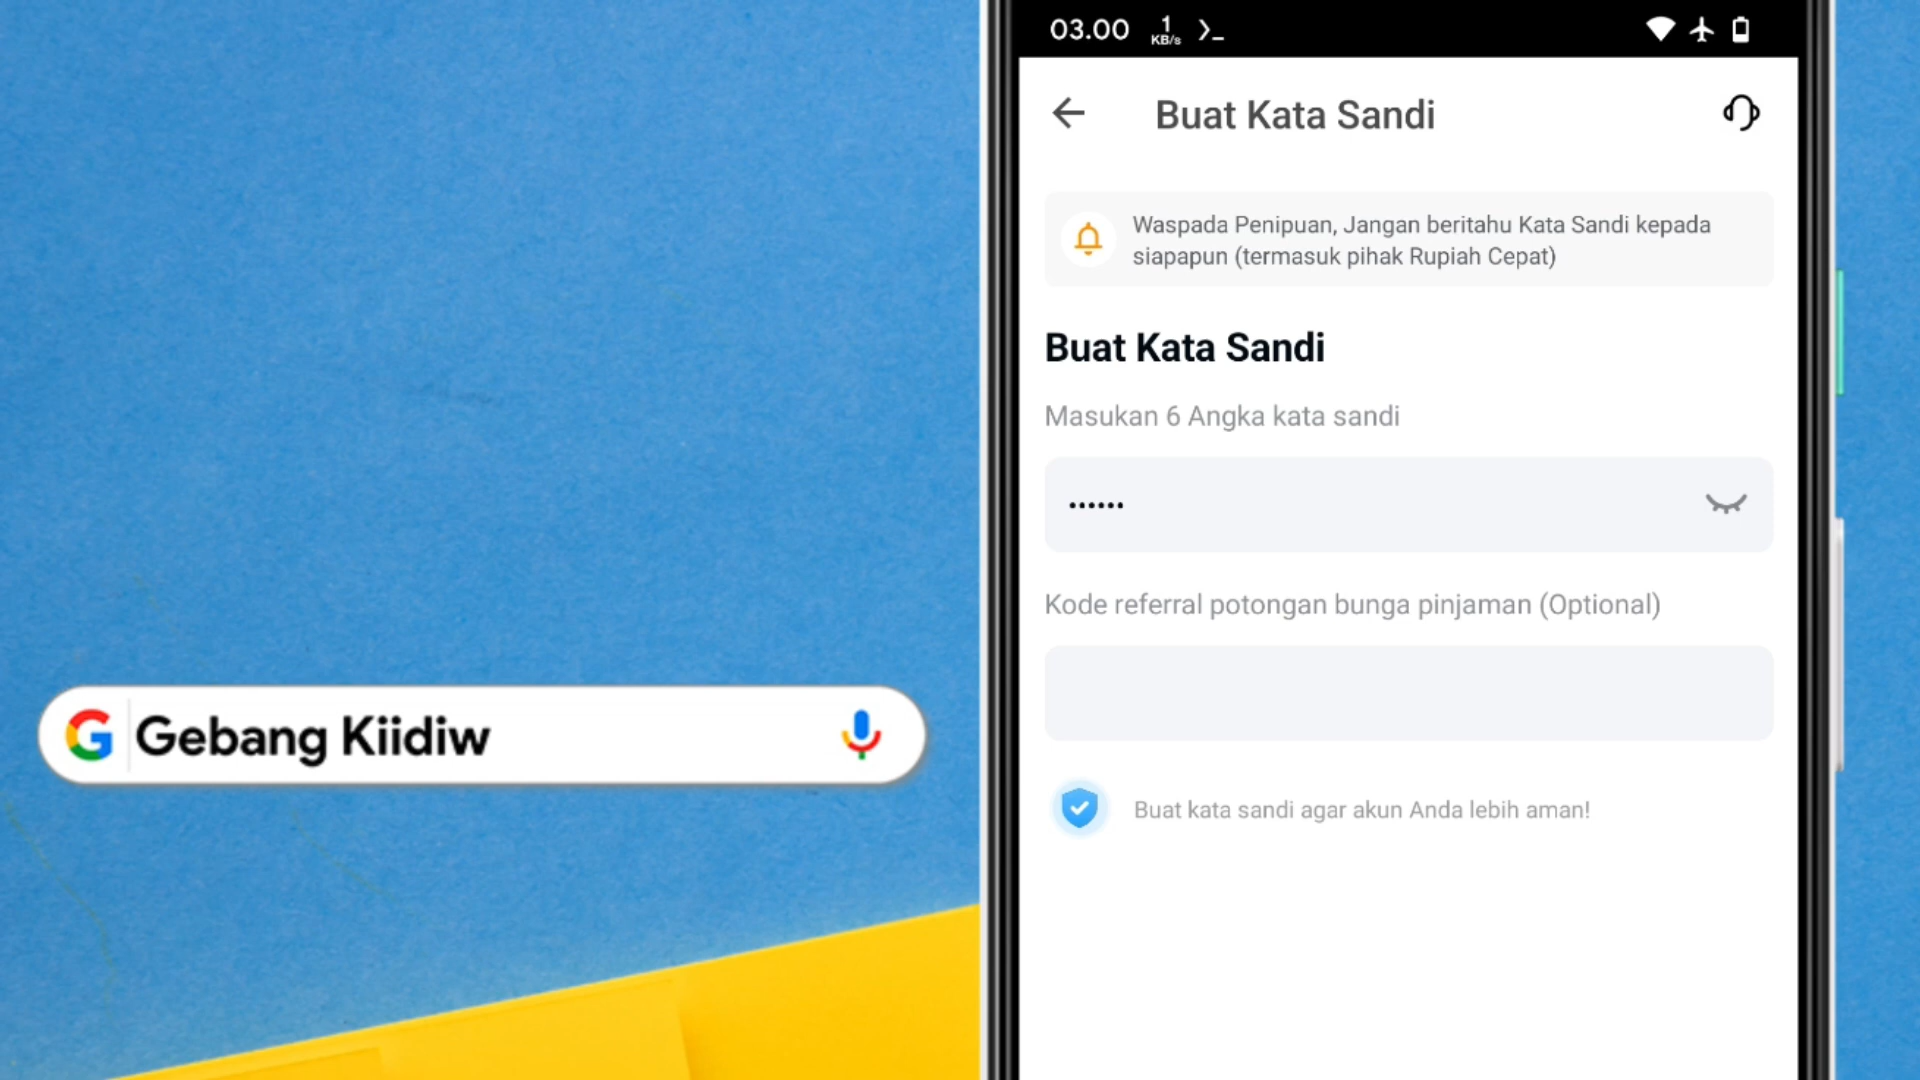 03.00
1
KB/s
Buat Kata Sandi
Waspada Penipuan, Jangan beritahu Kata Sandi kepada
siapapun (termasuk pihak Rupiah Cepat)
Buat Kata Sandi
Masukan 6 Angka kata sandi
••••••
Kode referral potongan bunga pinjaman (Optional)
Buat kata sandi agar akun Anda lebih aman!
G Gebang Kiidiw